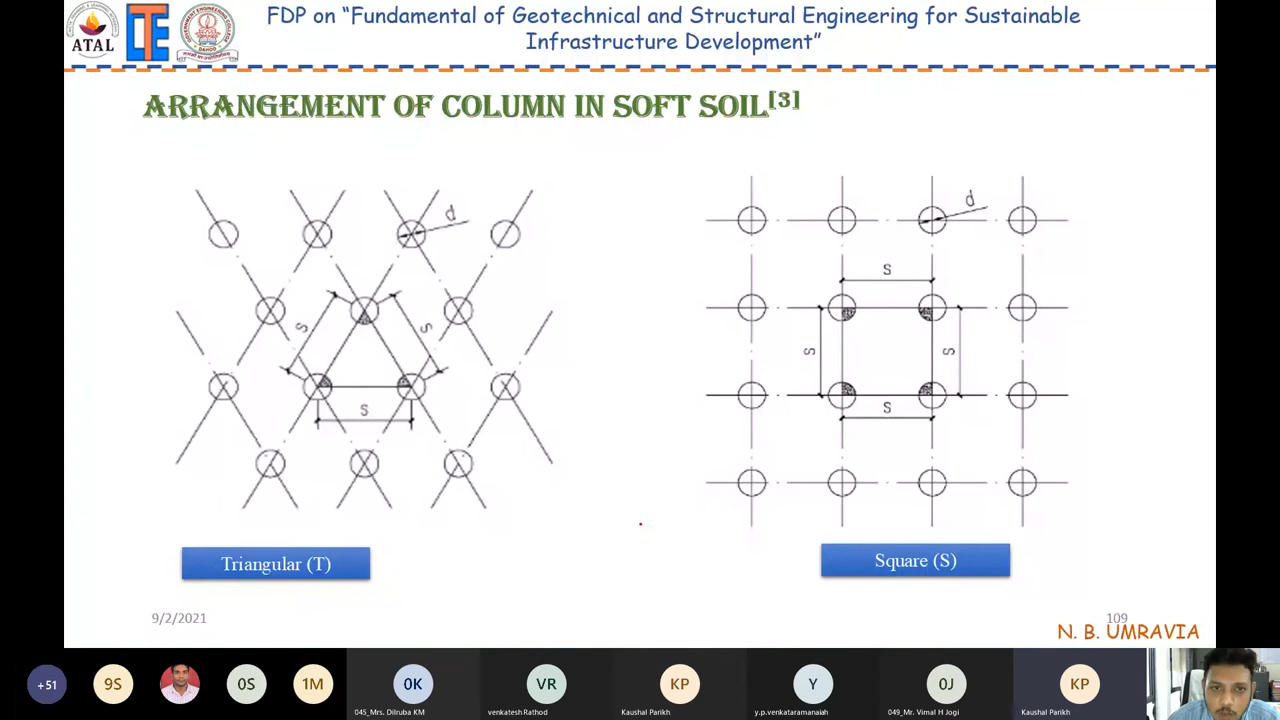 FDP on “Fundamental of Geotechnical and Structural Engineering for Sustainable
Infrastructure Development”
ATAL
LTE
ARRANGEMENT OF COLUMN IN SOFT SOIL[3]
d
d
S
S
S
S
S
S
S
Triangular (T)
Square (S)
9/2/2021
109
N. B. UMRAVIA
+51
9S
0S
1M
0K
VR
KP
Y
0J
KP
045_Mrs. Dilruba KM
venkatesh Rathod
Kaushal Parikh
y.p.venkataramanaiah
049_Mr. Vimal H Jogi
Kaushal Parikh